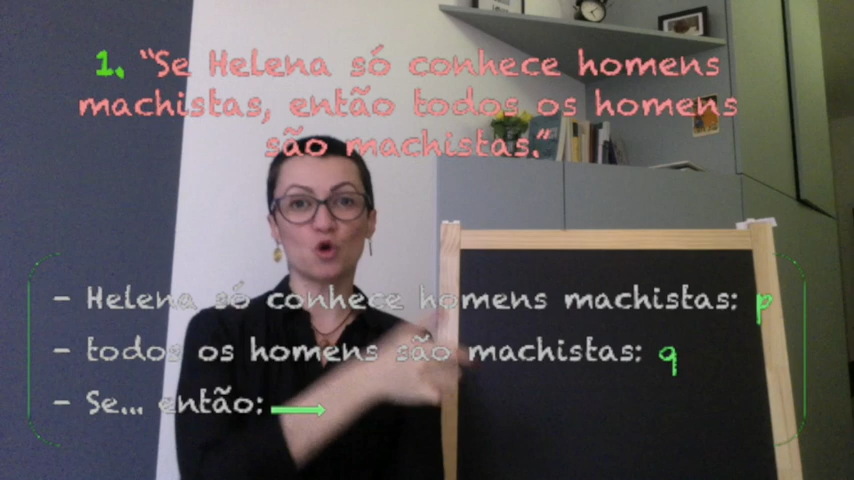 1. “Se Helena só conhece homens
machistas, então todos os homens
são machistas.”
- Helena só conhece homens machistas: p
- todos os homens são machistas: q
- Se... então: →